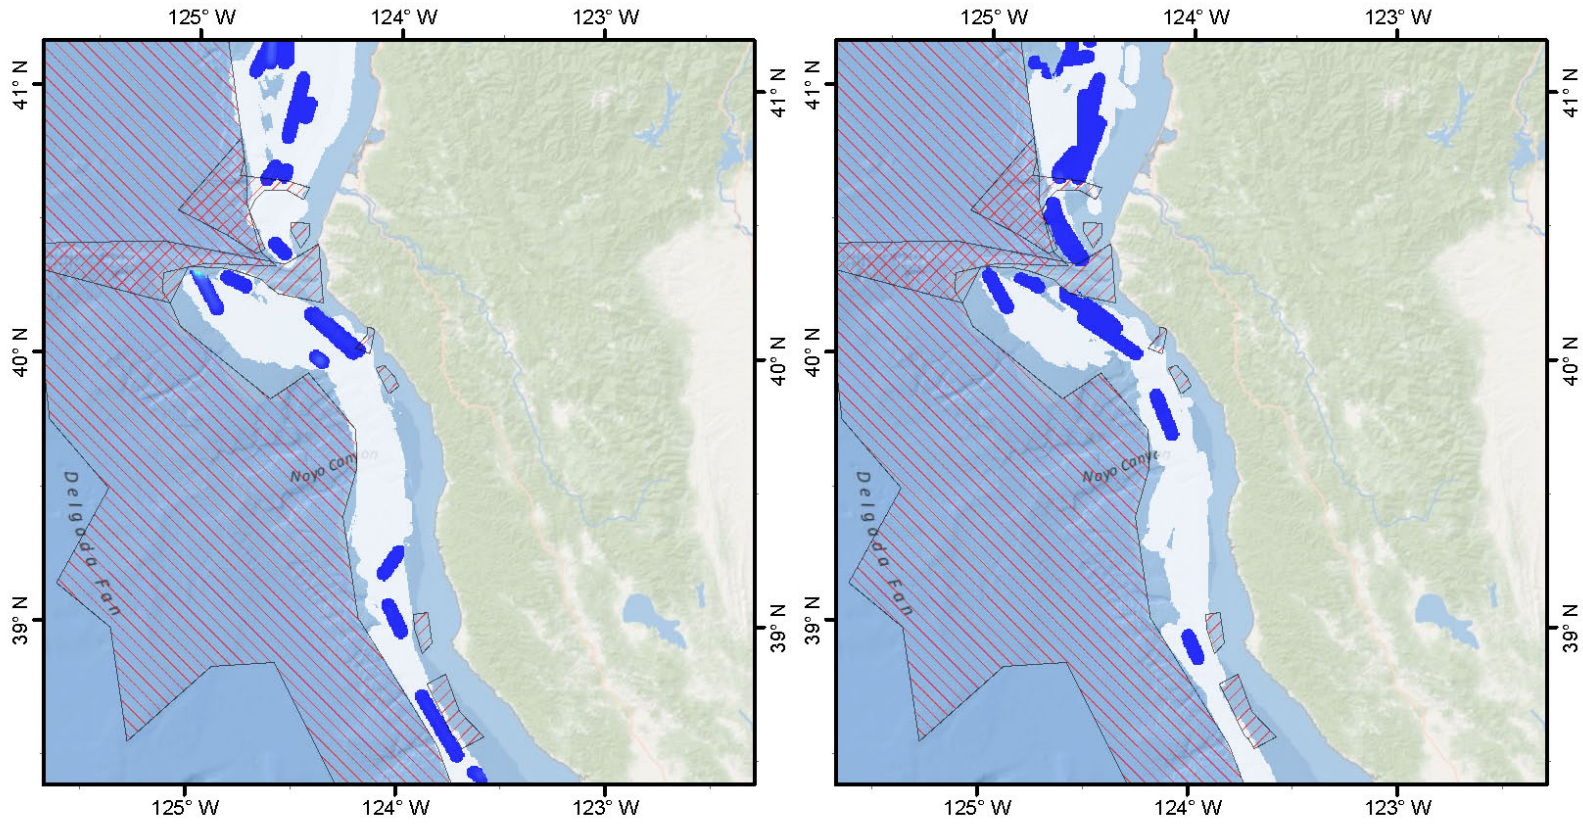 125° W 124° W 123° W 125° W 124° W 123° W
41° N 41° N 41° N 41° N
40° N 40° N 40° N 40° N
Noyo Canyon Noyo Canyon
Delgada Fan Delgada Fan
39° N 39° N 39° N 39° N
125° W 124° W 123° W 125° W 124° W 123° W